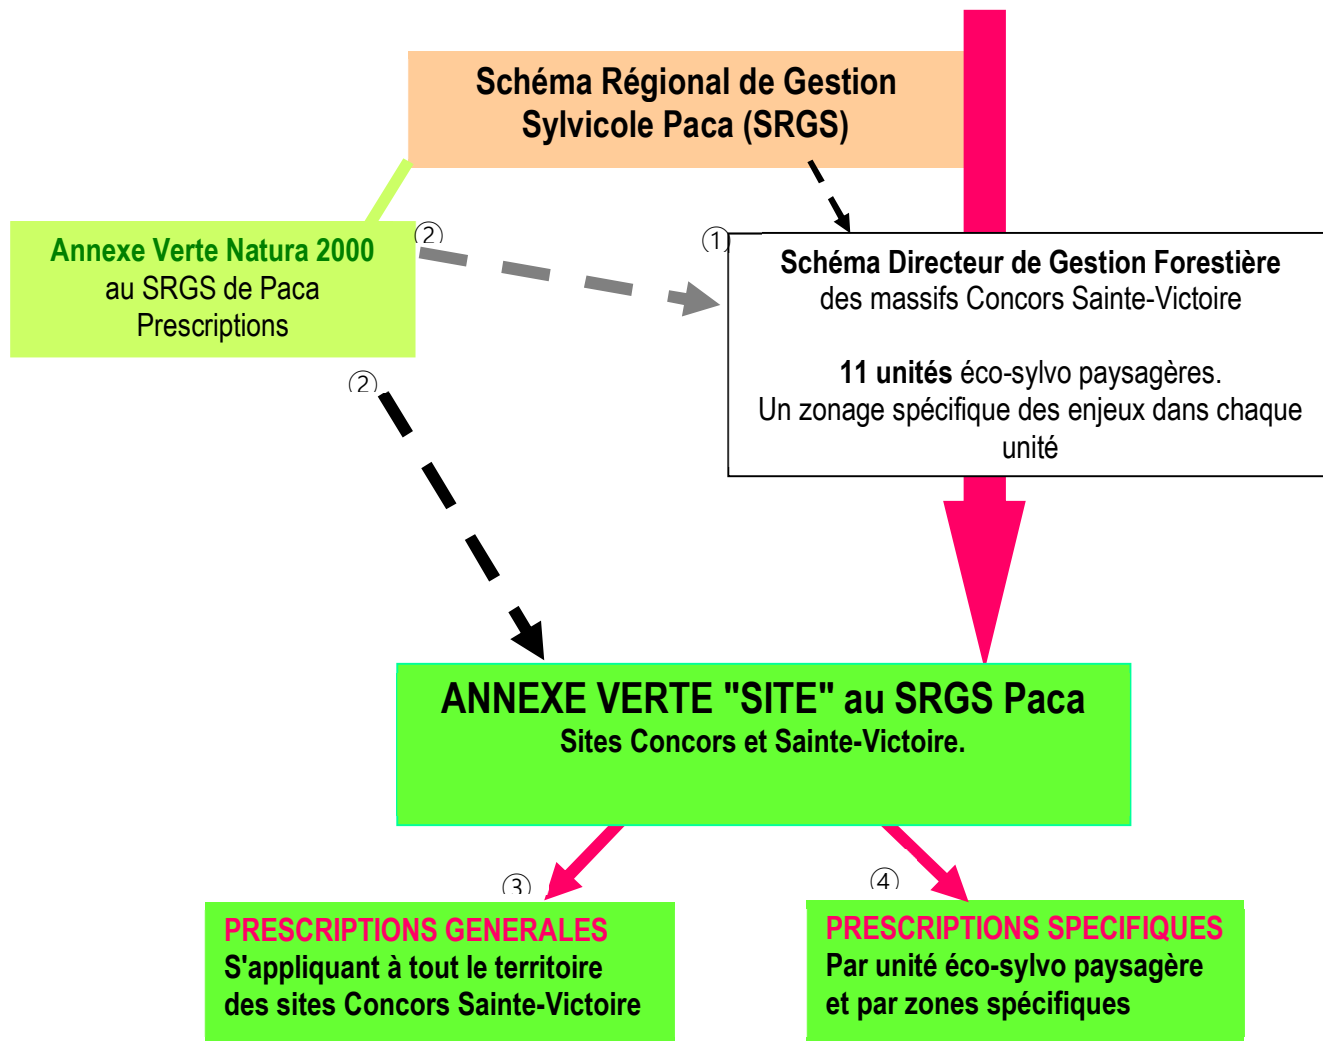 Schéma Régional de Gestion
Sylvicole Paca (SRGS)
Annexe Verte Natura 2000
au SRGS de Paca
Prescriptions
②
①
Schéma Directeur de Gestion Forestière
des massifs Concors Sainte-Victoire
11 unités éco-sylvo paysagères.
Un zonage spécifique des enjeux dans chaque
unité
②
ANNEXE VERTE "SITE" au SRGS Paca
Sites Concors et Sainte-Victoire.
③
PRESCRIPTIONS GENERALES
S'appliquant à tout le territoire
des sites Concors Sainte-Victoire
④
PRESCRIPTIONS SPECIFIQUES
Par unité éco-sylvo paysagère
et par zones spécifiques